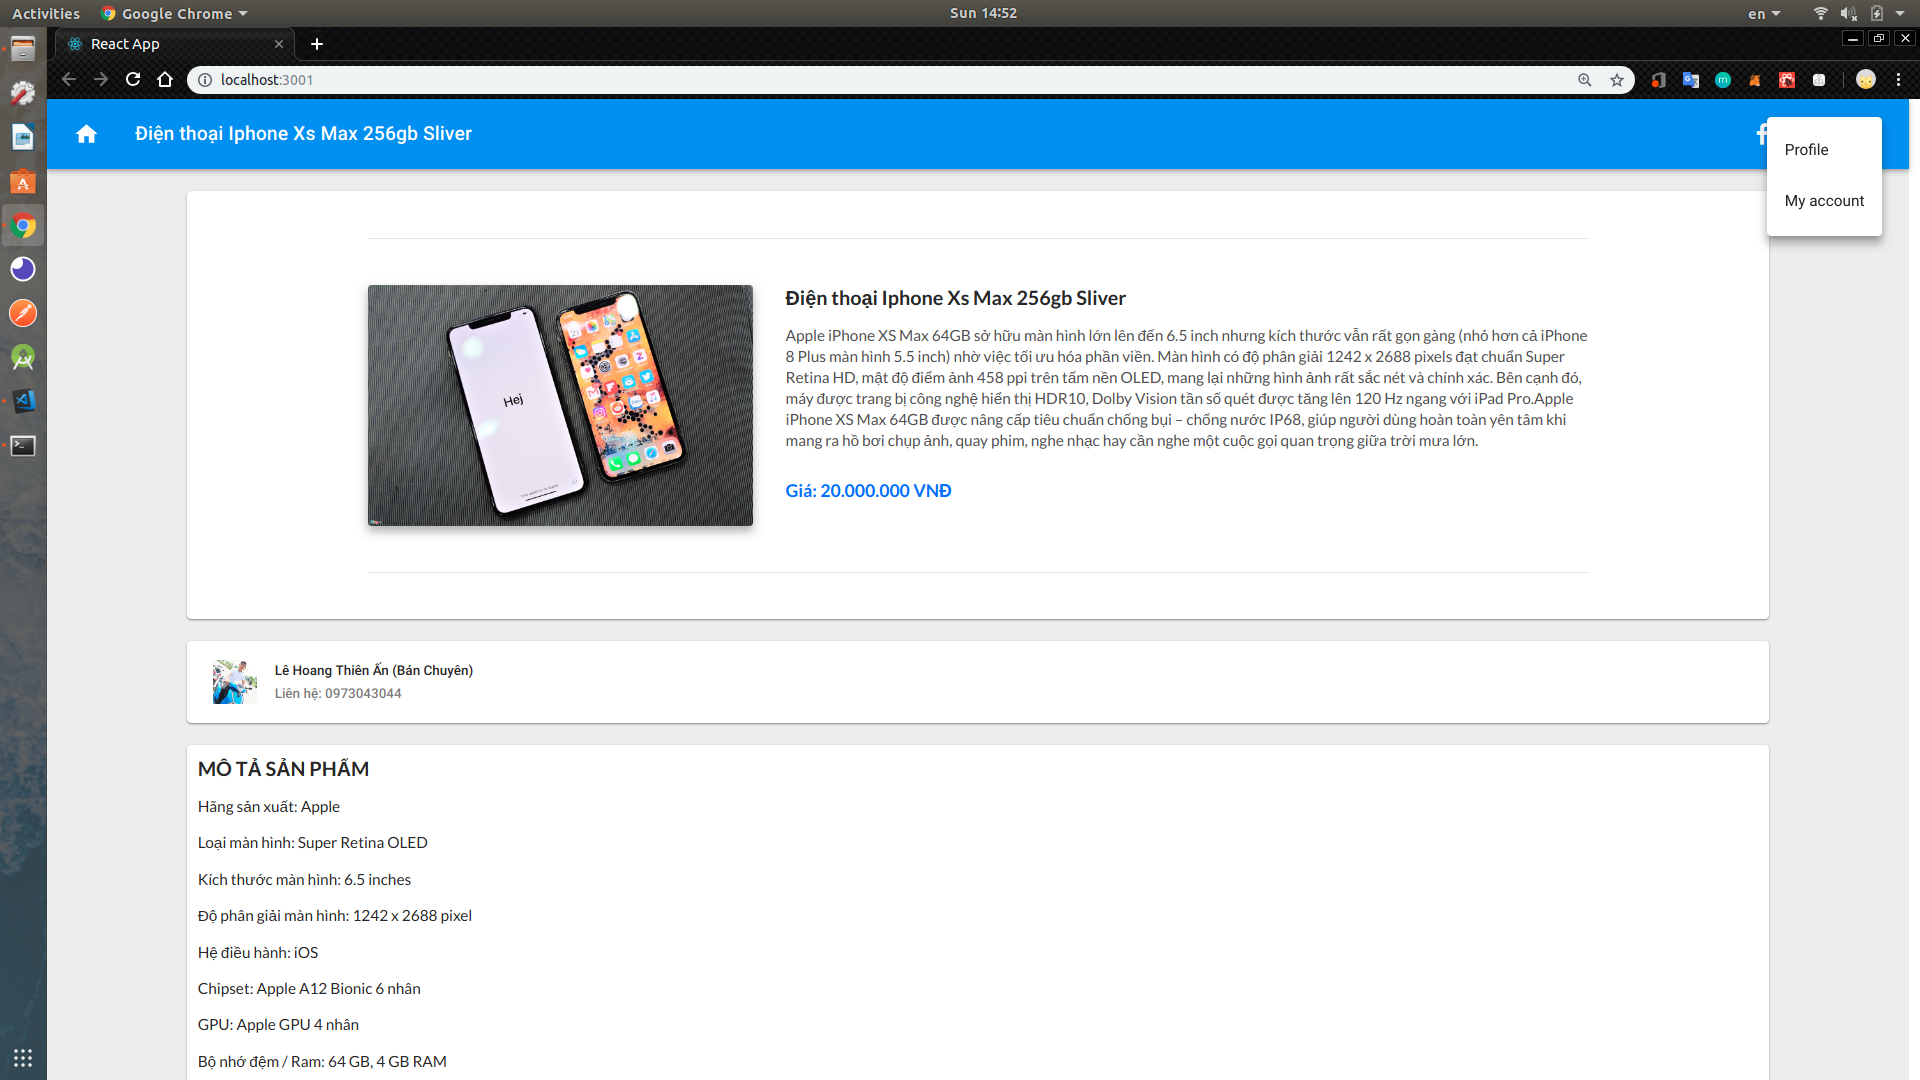 Activities
Google Chrome
Sun 14:52
en
React App
localhost:3001
Điện thoại Iphone Xs Max 256gb Sliver
Profile
My account
Hej
Điện thoại Iphone Xs Max 256gb Sliver
Apple iPhone XS Max 64GB sở hữu màn hình lớn lên đến 6.5 inch nhưng kích thước vẫn rất gọn gàng (nhỏ hơn cả iPhone
8 Plus màn hình 5.5 inch) nhờ việc tối ưu hóa phần viền. Màn hình có độ phân giải 1242 x 2688 pixels đạt chuẩn Super
Retina HD, mật độ điểm ảnh 458 ppi trên tấm nền OLED, mang lại những hình ảnh rất sắc nét và chính xác. Bên cạnh đó,
máy được trang bị công nghệ hiển thị HDR10, Dolby Vision tần số quét được tăng lên 120 Hz ngang với iPad Pro.Apple
iPhone XS Max 64GB được nâng cấp tiêu chuẩn chống bụi – chống nước IP68, giúp người dùng hoàn toàn yên tâm khi
mang ra hồ bơi chụp ảnh, quay phim, nghe nhạc hay cần nghe một cuộc gọi quan trọng giữa trời mưa lớn.
Giá: 20.000.000 VNĐ
Lê Hoang Thiên Ấn (Bán Chuyên)
Liên hệ: 0973043044
MÔ TẢ SẢN PHẨM
Hãng sản xuất: Apple
Loại màn hình: Super Retina OLED
Kích thước màn hình: 6.5 inches
Độ phân giải màn hình: 1242 x 2688 pixel
Hệ điều hành: iOS
Chipset: Apple A12 Bionic 6 nhân
GPU: Apple GPU 4 nhân
Bộ nhớ đệm / Ram: 64 GB, 4 GB RAM